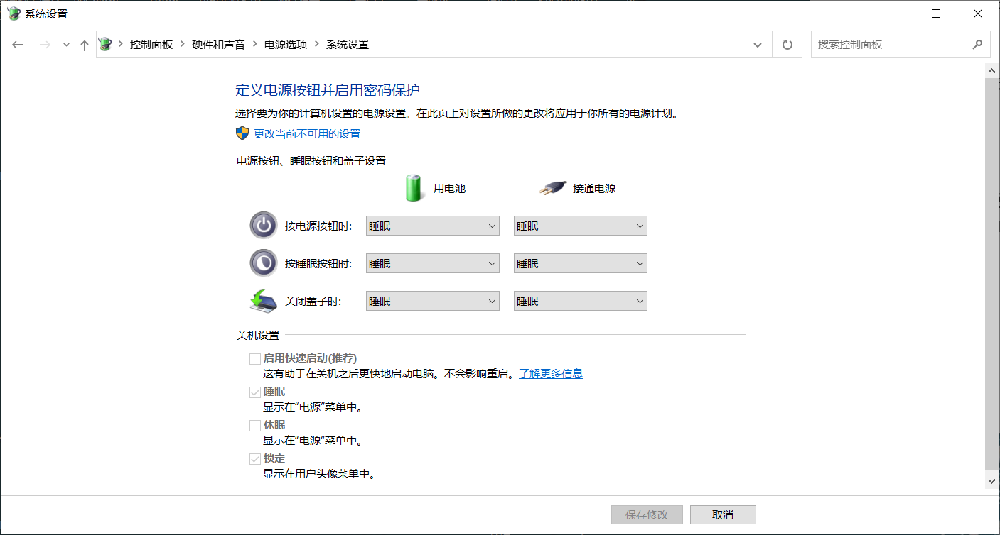 系统设置
控制面板 硬件和声音 电源选项 系统设置
搜索控制面板
定义电源按钮并启用密码保护
选择要为你的计算机设置的电源设置。在此页上对设置所做的更改将应用于你所有的电源计划。
更改当前不可用的设置
电源按钮、睡眠按钮和盖子设置
用电池 接通电源
按电源按钮时: 睡眠 睡眠
按睡眠按钮时: 睡眠 睡眠
关闭盖子时: 睡眠 睡眠
关机设置
启用快速启动(推荐)
这有助于在关机之后更快地启动电脑。不会影响重启。了解更多信息
睡眠
显示在"电源"菜单中。
休眠
显示在"电源"菜单中。
锁定
显示在用户头像菜单中。
保存修改 取消